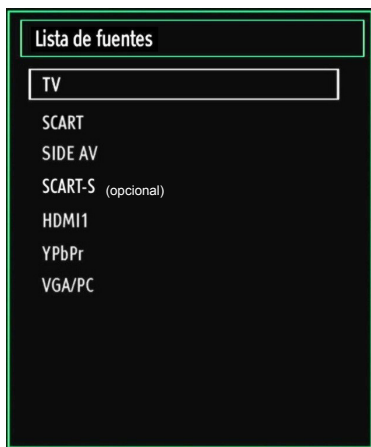 Lista de fuentes
TV
SCART
SIDE AV
SCART-S (opcional)
HDMI1
YPbPr
VGA/PC